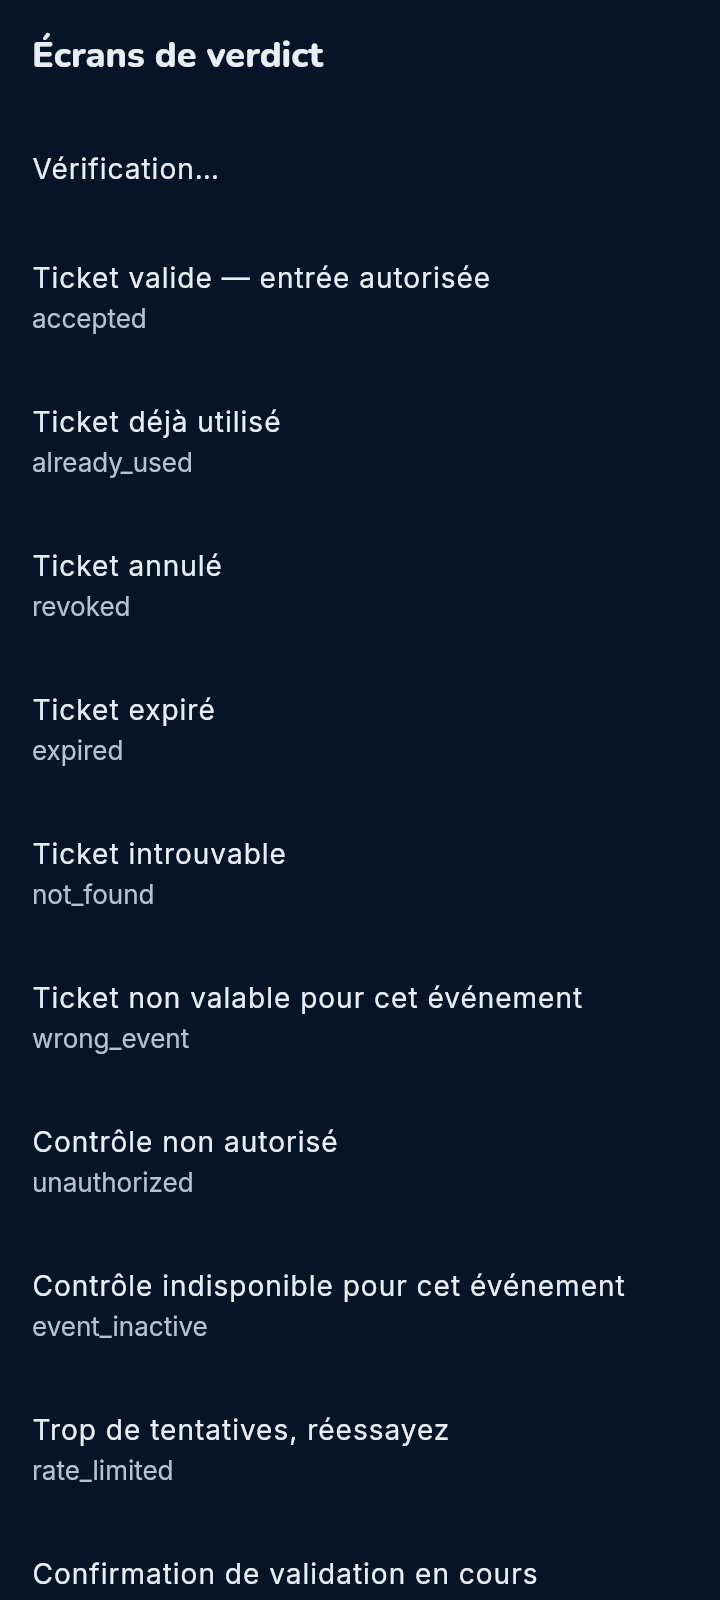 Écrans de verdict
Vérification...
Ticket valide — entrée autorisée
accepted
Ticket déjà utilisé
already_used
Ticket annulé
revoked
Ticket expiré
expired
Ticket introuvable
not_found
Ticket non valable pour cet événement
wrong_event
Contrôle non autorisé
unauthorized
Contrôle indisponible pour cet événement
event_inactive
Trop de tentatives, réessayez
rate_limited
Confirmation de validation en cours